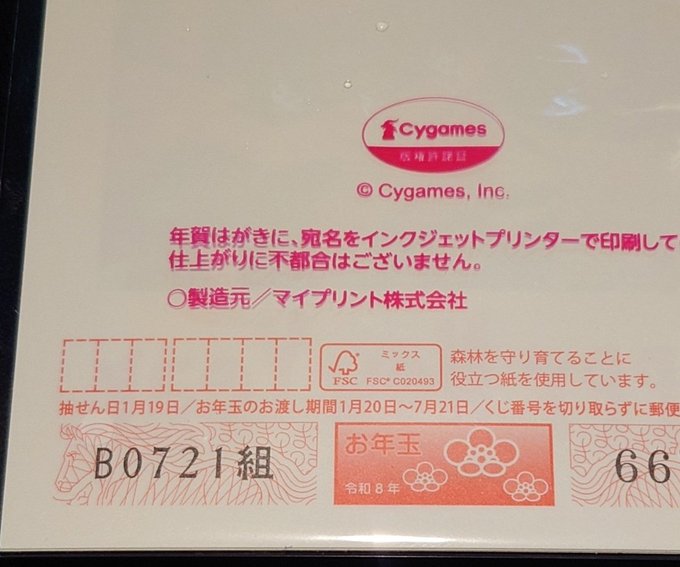 Cygames
版権許諾証
© Cygames, Inc.
年賀はがきに、宛名をインクジェットプリンターで印刷して
仕上がりに不都合はございません。
○製造元／マイプリント株式会社
FSC
ミックス
紙
FSC® C020493
森林を守り育てることに
役立つ紙を使用しています。
抽せん日1月19日／お年玉のお渡し期間1月20日～7月21日／くじ番号を切り取らずに郵便
B0721組
お年玉
令和8年
66